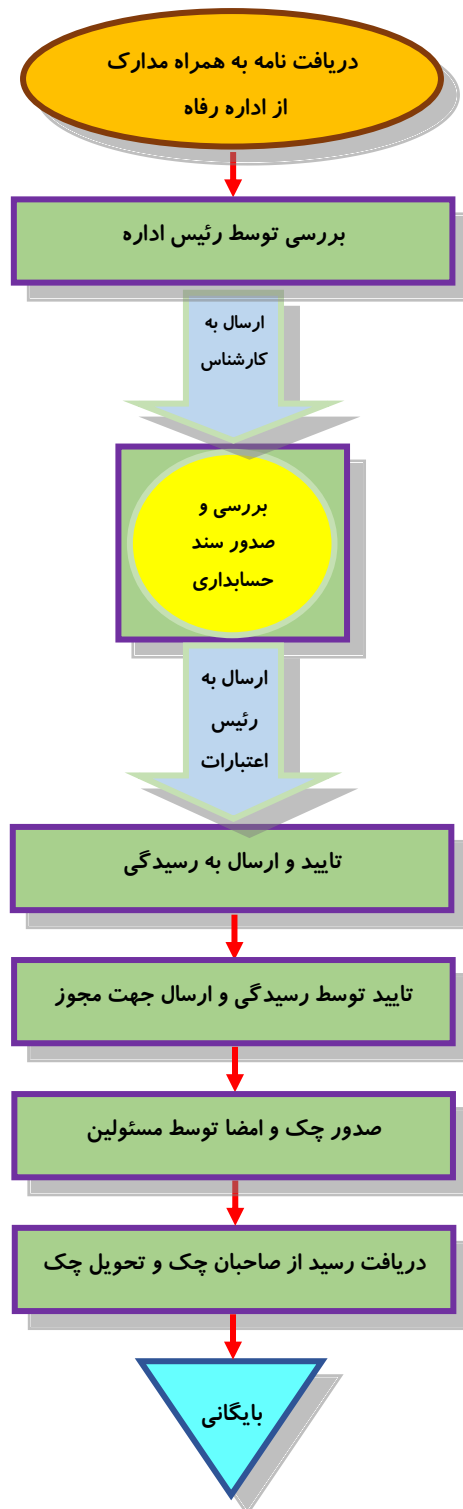 دریافت نامه به همراه مدارک
از اداره رفاه
بررسی توسط رئیس اداره
ارسال به
کارشناس
بررسی و
صدور سند
حسابداری
ارسال به
رئیس
اعتبارات
تایید و ارسال به رسیدگی
تایید توسط رسیدگی و ارسال جهت مجوز
صدور چک و امضا توسط مسئولین
دریافت رسید از صاحبان چک و تحویل چک
بایگانی